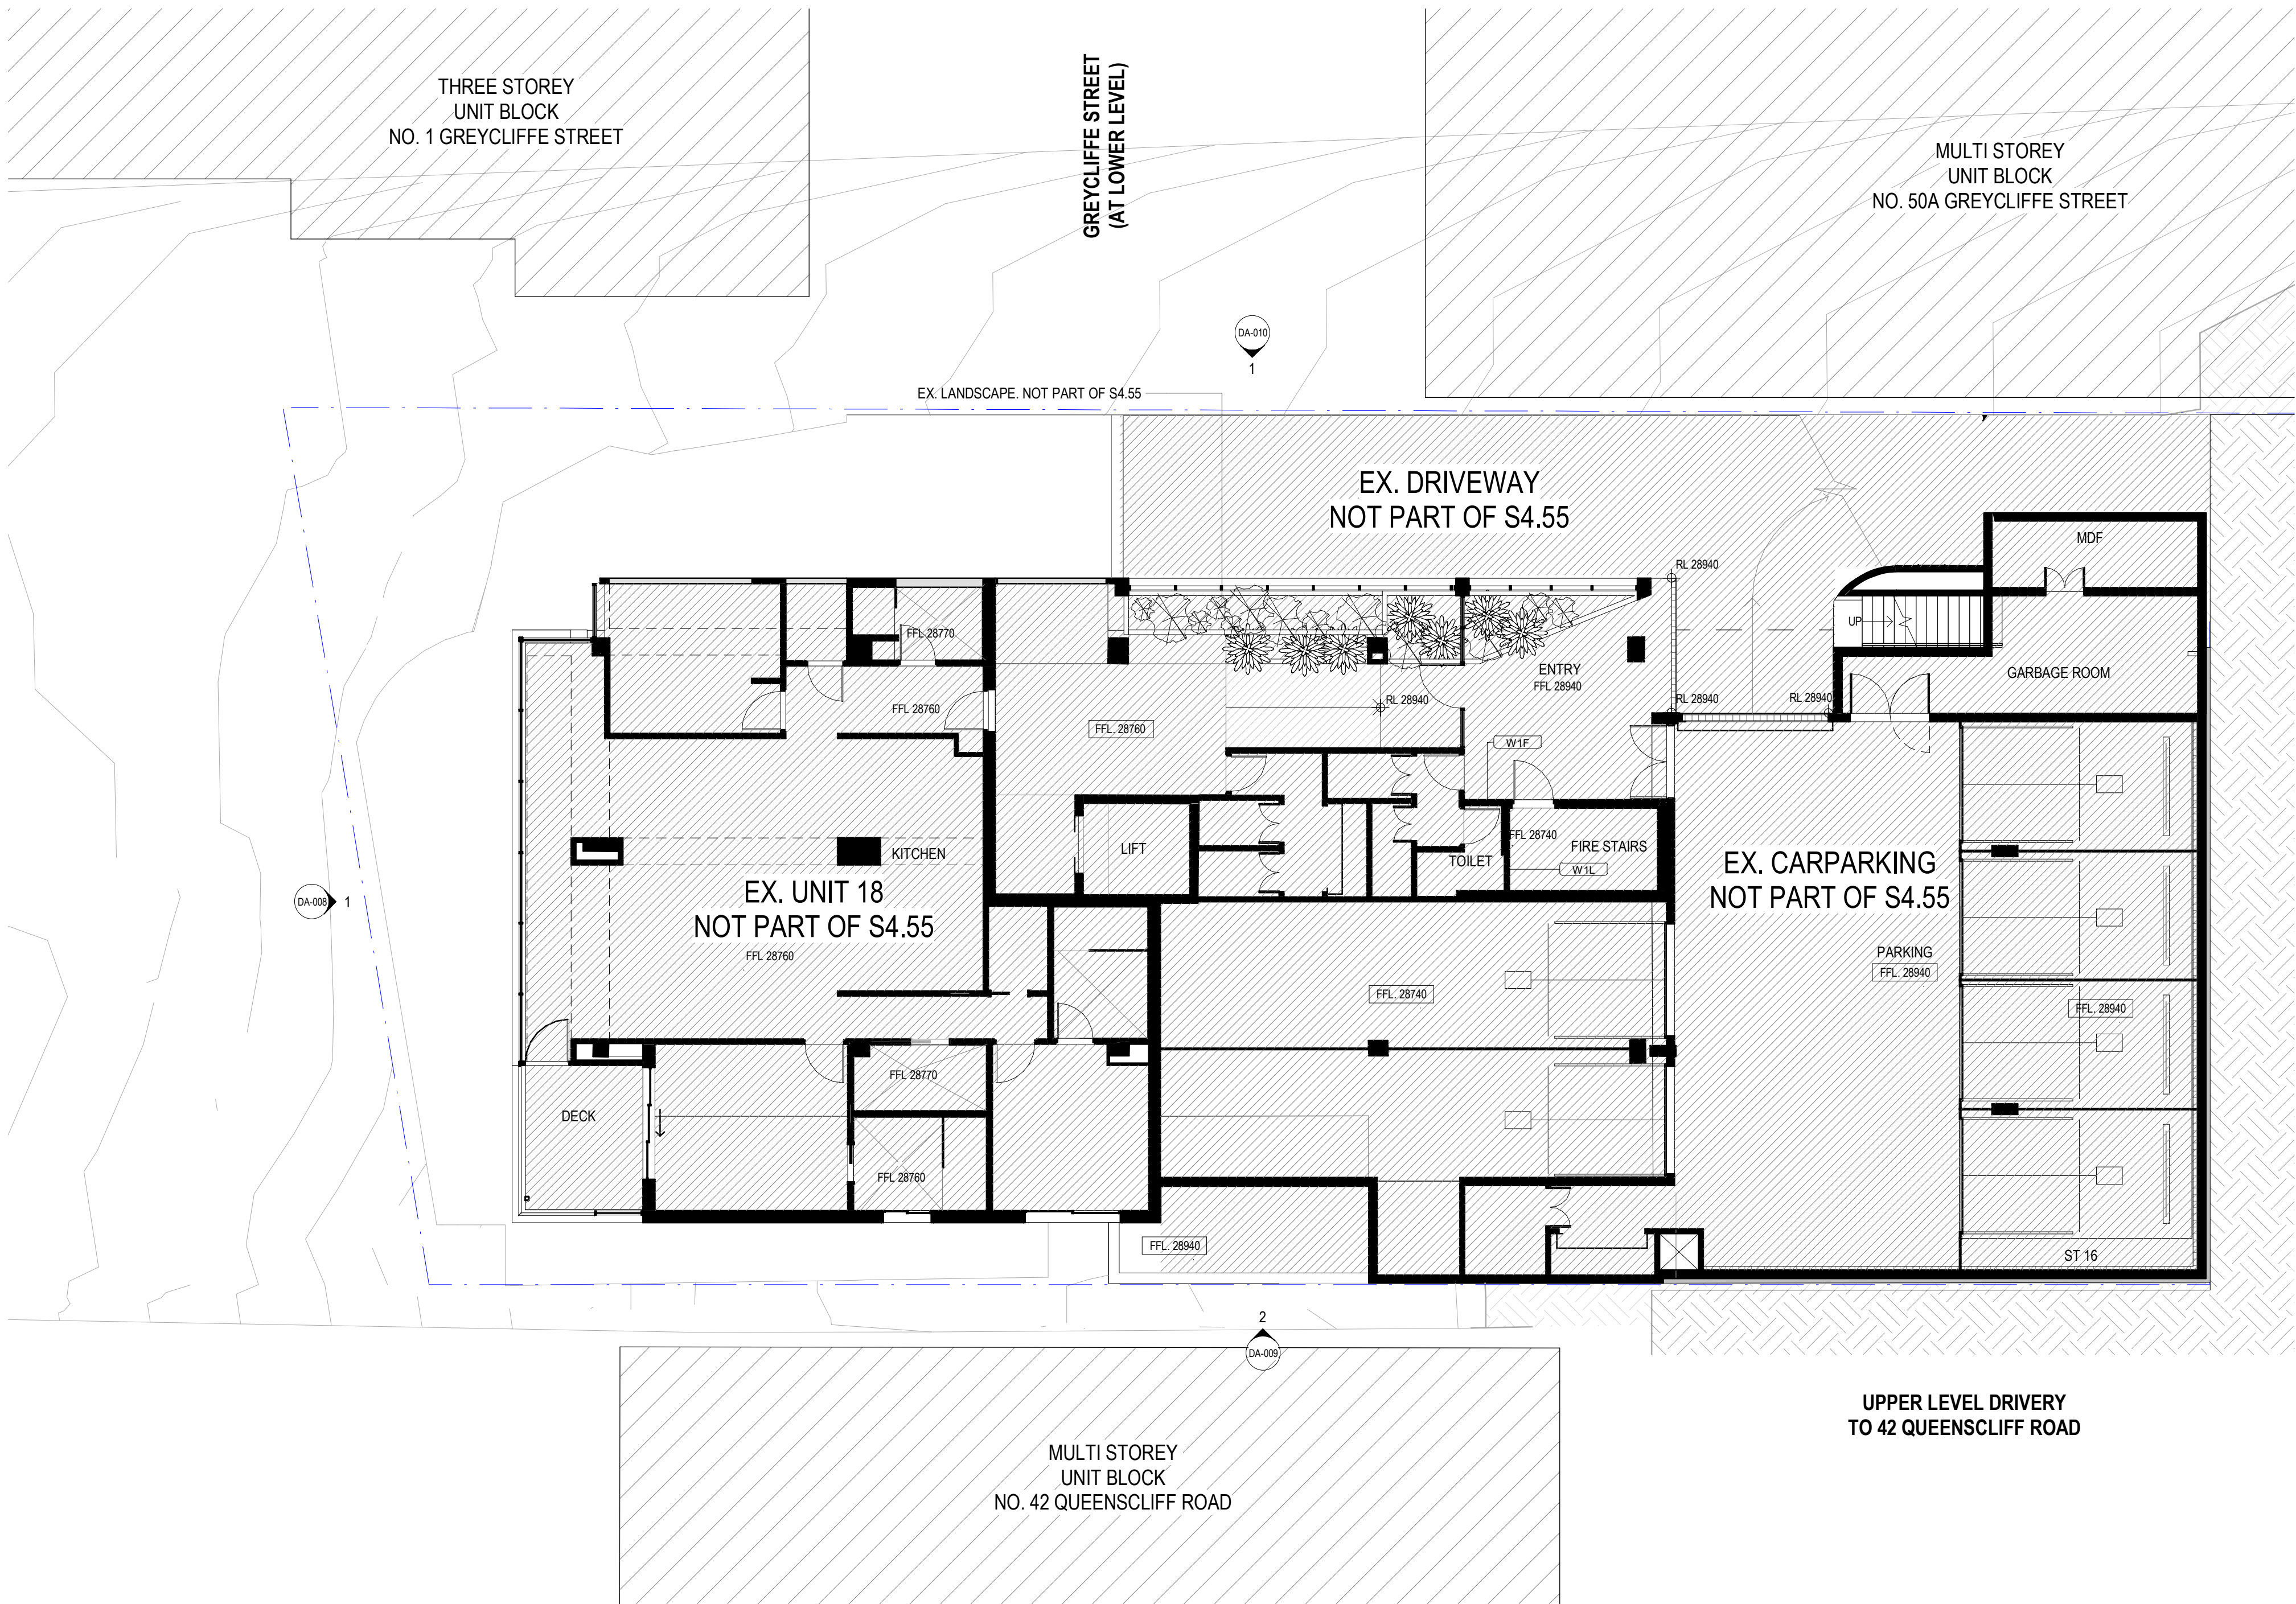 THREE STOREY
UNIT BLOCK
NO. 1 GREYCLIFFE STREET
GREYCLIFFE STREET
(AT LOWER LEVEL)
MULTI STOREY
UNIT BLOCK
NO. 50A GREYCLIFFE STREET
DA-010
1
EX. LANDSCAPE. NOT PART OF S4.55
EX. DRIVEWAY
NOT PART OF S4.55
MDF
RL 28940
UP
FFL 28770
ENTRY
FFL 28940
GARBAGE ROOM
RL 28940
RL 28940
RL 28940
FFL 28760
FFL. 28760
W1F
FFL 28740
FIRE STAIRS
LIFT
KITCHEN
TOILET
W1L
EX. CARPARKING
NOT PART OF S4.55
EX. UNIT 18
NOT PART OF S4.55
FFL 28760
DA-008
1
PARKING
FFL. 28940
FFL. 28740
FFL. 28940
FFL 28770
DECK
FFL 28760
FFL. 28940
ST 16
2
DA-009
UPPER LEVEL DRIVERY
TO 42 QUEENSCLIFF ROAD
MULTI STOREY
UNIT BLOCK
NO. 42 QUEENSCLIFF ROAD